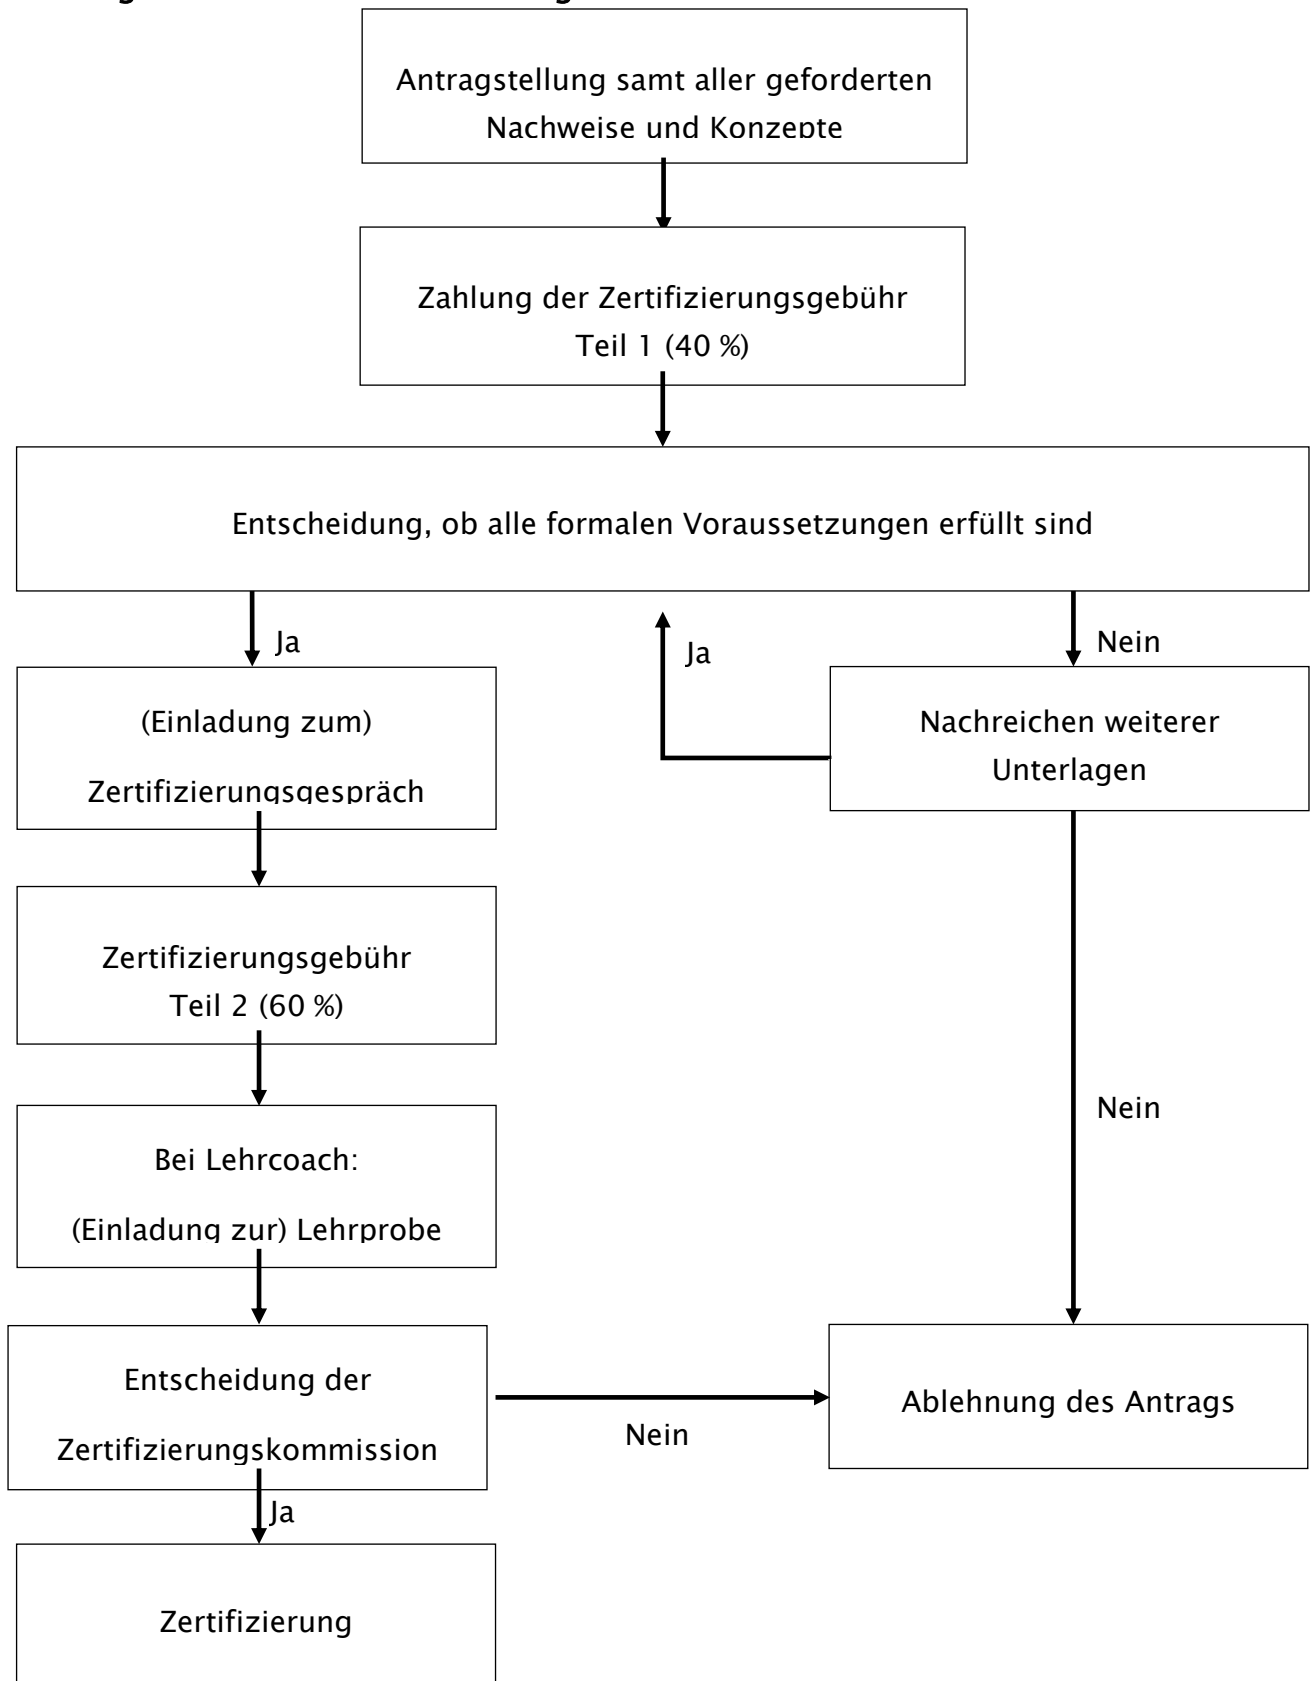 Antragstellung samt aller geforderten
Nachweise und Konzepte
Zahlung der Zertifizierungsgebühr
Teil 1 (40 %)
Entscheidung, ob alle formalen Voraussetzungen erfüllt sind
Ja
Ja
Nein
(Einladung zum)
Zertifizierungsgespräch
Nachreichen weiterer
Unterlagen
Zertifizierungsgebühr
Teil 2 (60 %)
Nein
Bei Lehrcoach:
(Einladung zur) Lehrprobe
Entscheidung der
Zertifizierungskommission
Nein
Ablehnung des Antrags
Ja
Zertifizierung